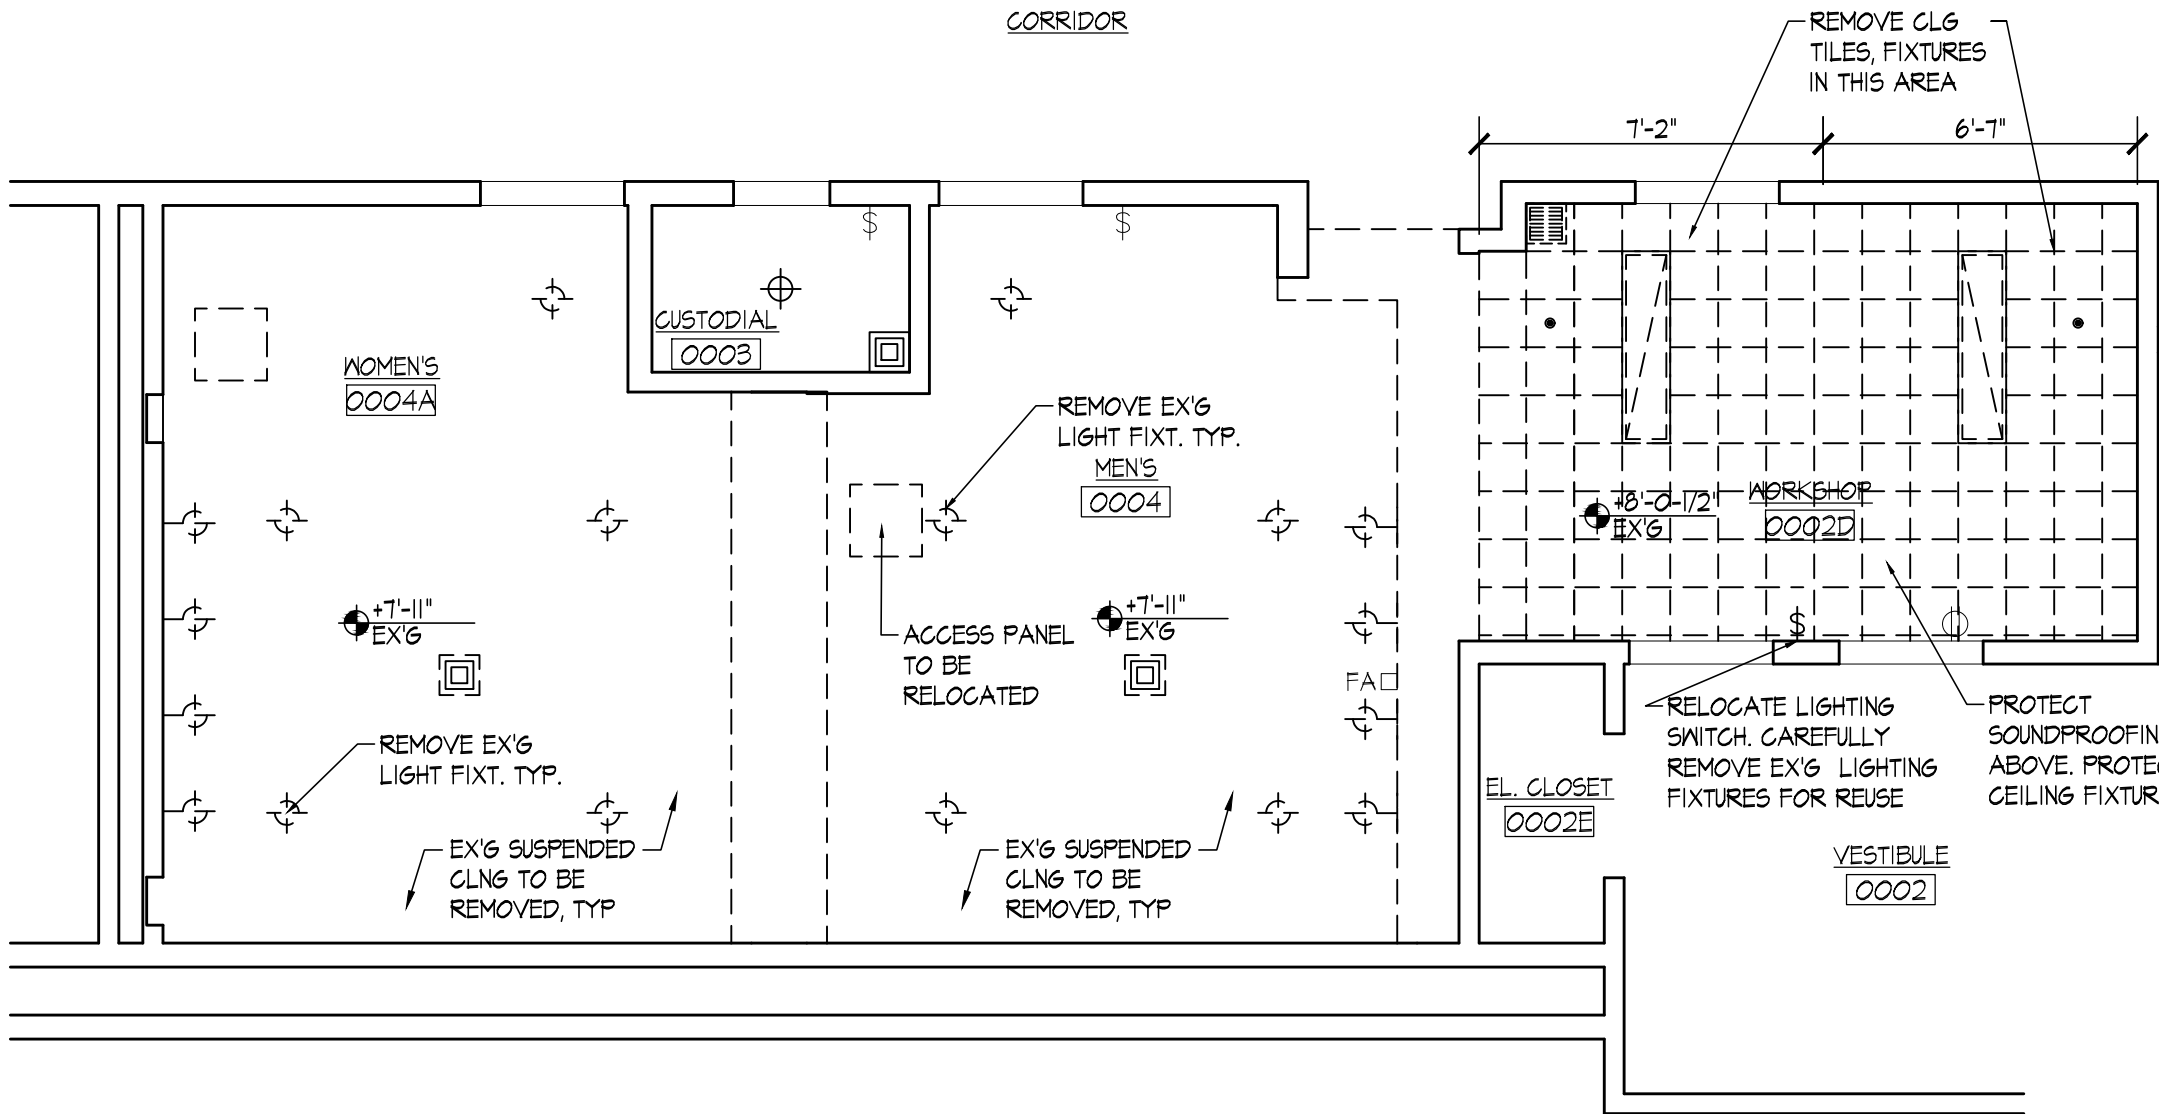 CORRIDOR
REMOVE CLG
TILES, FIXTURES
IN THIS AREA
7'-2"
6'-7"
$
$
CUSTODIAL
0003
WOMEN'S
0004A
REMOVE EX'G
LIGHT FIXT. TYP.
MEN'S
0004
+8'-0-1/2"
EX'G
WORKSHOP
0002D
+7'-11"
EX'G
+7'-11"
EX'G
ACCESS PANEL
TO BE
RELOCATED
$
FA
REMOVE EX'G
LIGHT FIXT. TYP.
RELOCATE LIGHTING
SWITCH. CAREFULLY
REMOVE EX'G LIGHTING
FIXTURES FOR REUSE
PROTECT
SOUNDPROOFIN
ABOVE. PROTEC
CEILING FIXTUR
EL. CLOSET
0002E
EX'G SUSPENDED
CLNG TO BE
REMOVED, TYP
EX'G SUSPENDED
CLNG TO BE
REMOVED, TYP
VESTIBULE
0002